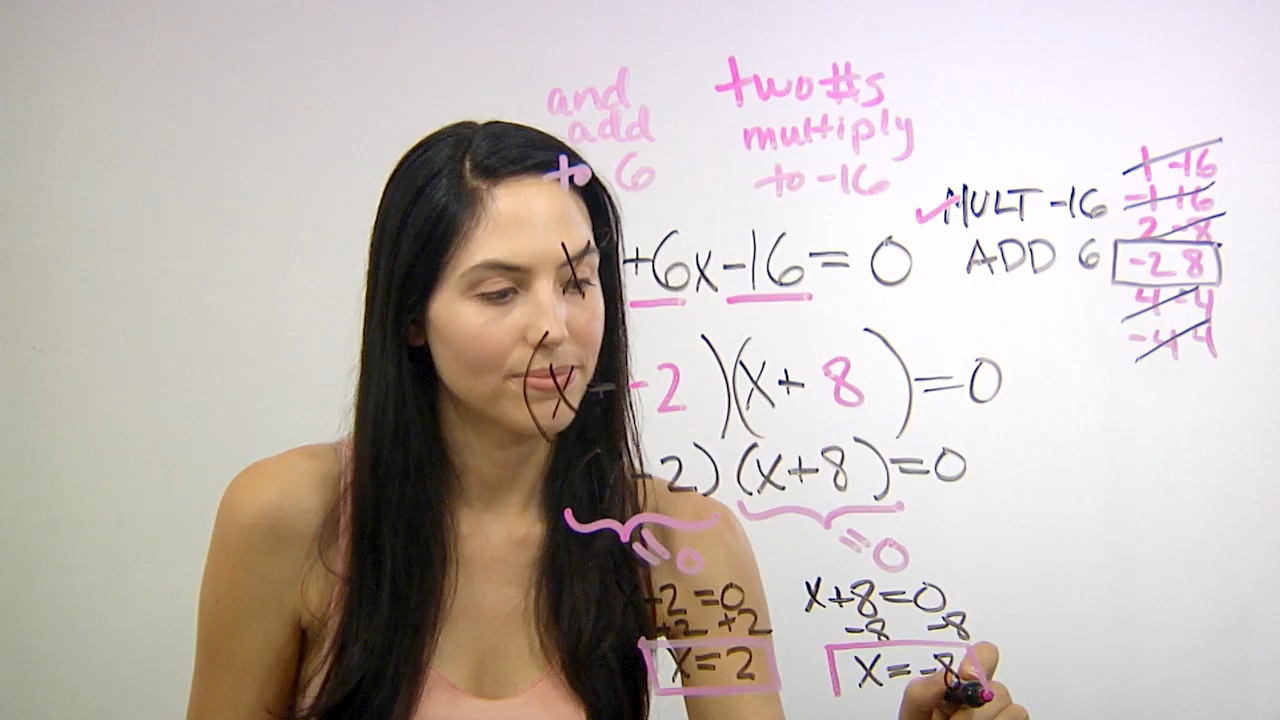 and
add
to 6
two #s
multiply
to -16
MULT -16
ADD 6
1 -16
-1 16
2 -8
-2 8
4 -4
-4 4
x +6x-16=0
(x - -2)(x+8)=0
-2)(x+8)=0
=0
=0
x-2=0
+2 +2
x=2
x+8=0
-8 -8
x=-8